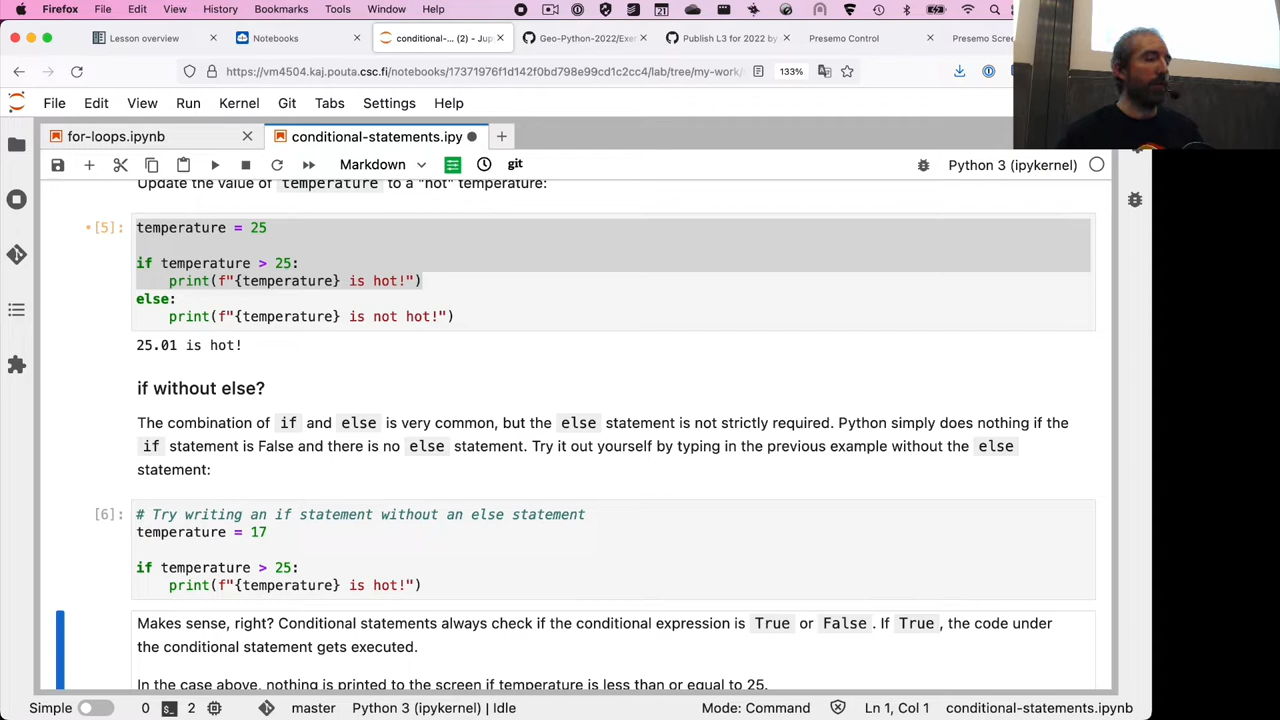 Firefox File Edit View History Bookmarks Tools Window Help
Lesson overview
Notebooks
conditional-... (2) - Jup
Geo-Python-2022/Exer
Publish L3 for 2022 by
Presemo Control
Presemo Scree
https://vm4504.kaj.pouta.csc.fi/notebooks/17371976f1d142f0bd798e99cd1c2cc4/lab/tree/my-work/
133%
File Edit View Run Kernel Git Tabs Settings Help
for-loops.ipynb
conditional-statements.ipy
Markdown
git
Python 3 (ipykernel)
Update the value of temperature to a "hot" temperature:
[5]:
temperature = 25
if temperature > 25:
print(f"{temperature} is hot!")
else:
print(f"{temperature} is not hot!")
25.01 is hot!
if without else?
The combination of if and else is very common, but the else statement is not strictly required. Python simply does nothing if the
if statement is False and there is no else statement. Try it out yourself by typing in the previous example without the else
statement:
[6]:
# Try writing an if statement without an else statement
temperature = 17
if temperature > 25:
print(f"{temperature} is hot!")
Makes sense, right? Conditional statements always check if the conditional expression is True or False. If True, the code under
the conditional statement gets executed.
In the case above, nothing is printed to the screen if temperature is less than or equal to 25.
Simple 0 2 master Python 3 (ipykernel) | Idle Mode: Command Ln 1, Col 1 conditional-statements.ipynb